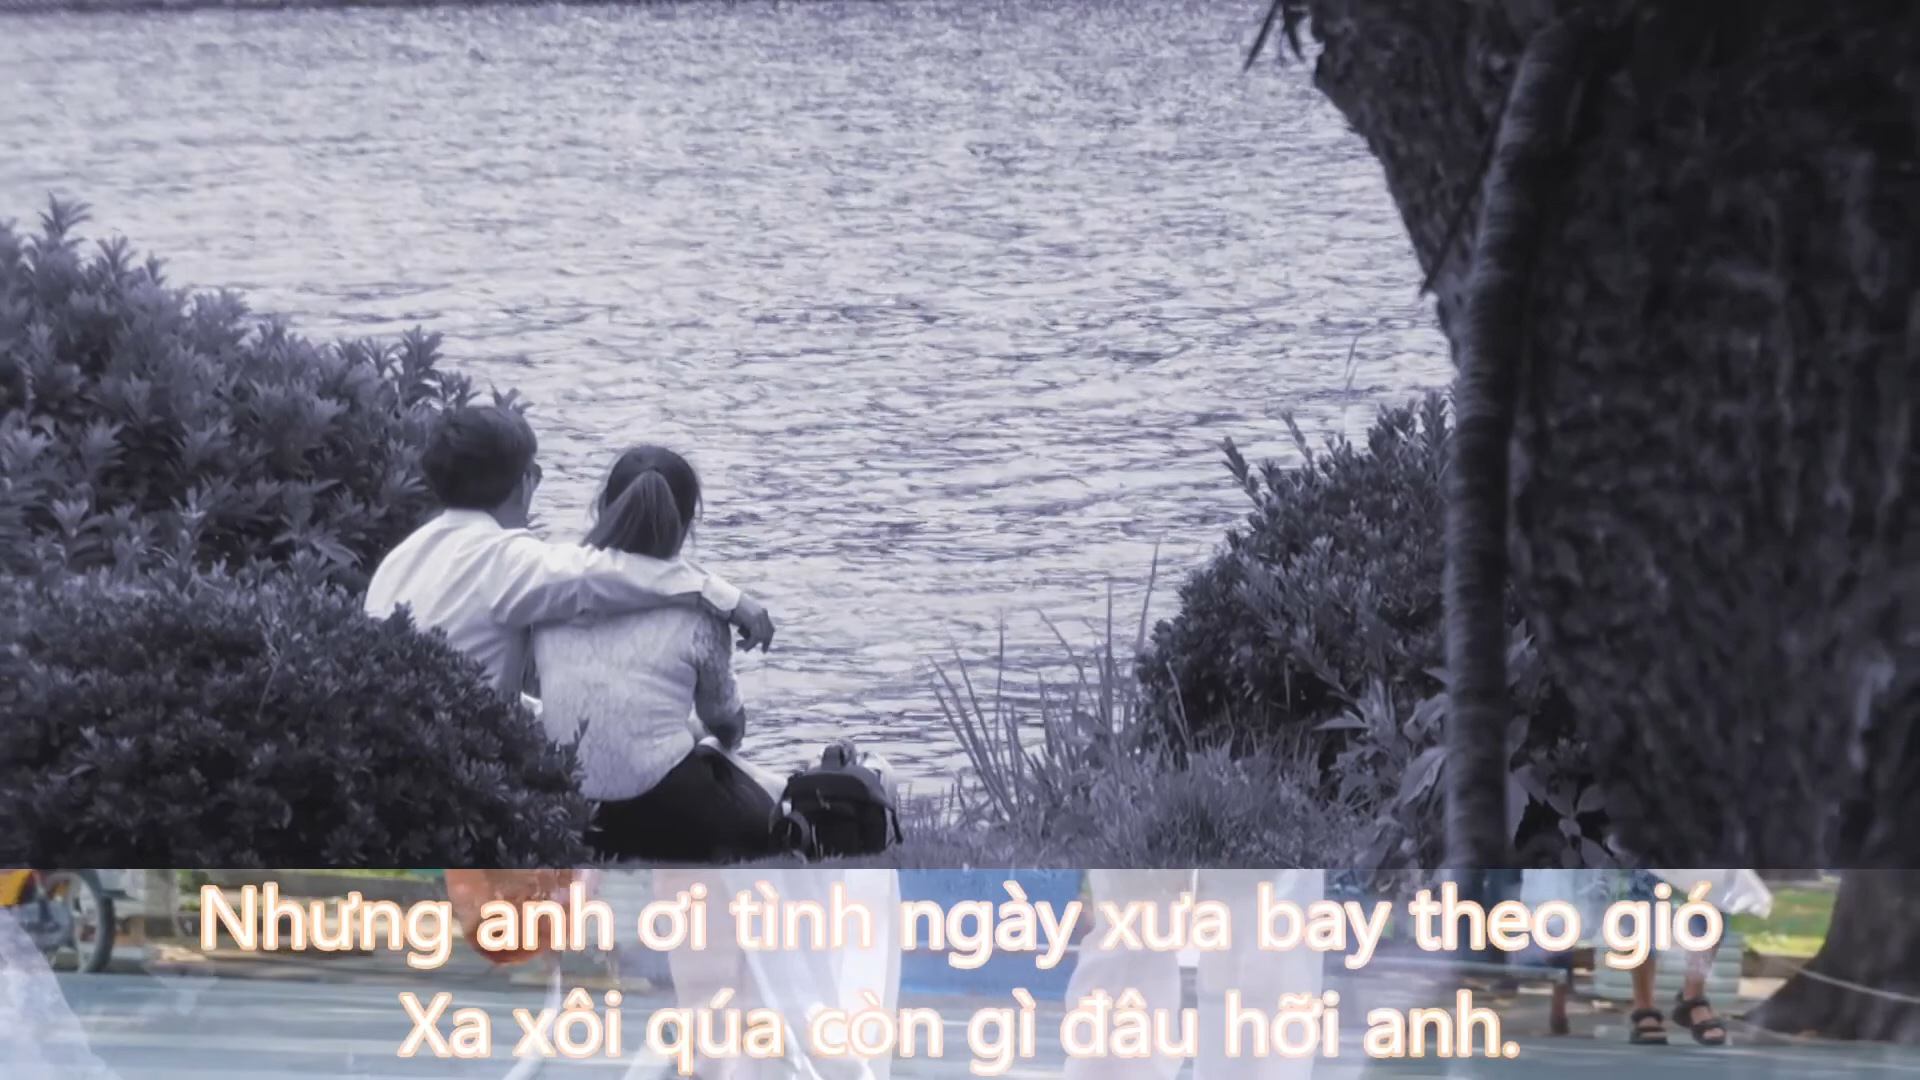 Nhưng anh ơi tình ngày xưa bay theo gió
Xa xôi qúa còn gì đâu hỡi anh.